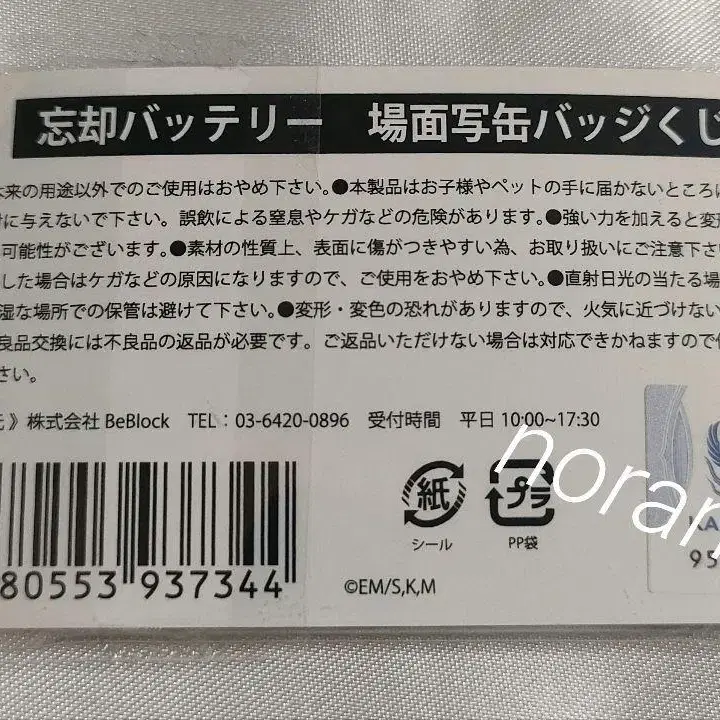 忘却バッテリー 場面写缶バッジくじ
来の用途以外でのご使用はおやめ下さい。●本製品はお子様やペットの手に届かないところに
に与えないで下さい。誤飲による窒息やケガなどの危険があります。●強い力を加えると変形
可能性がございます。●素材の性質上、表面に傷がつきやすい為、お取り扱いにご注意下さい
した場合はケガなどの原因になりますので、ご使用をおやめ下さい。●直射日光の当たる場
湿な場所での保管は避けて下さい。●変形・変色の恐れがありますので、火気に近づけない
良品交換には不良品の返品が必要です。ご返品いただけない場合は対応できかねますので
さい。
元》株式会社 BeBlock TEL：03-6420-0896 受付時間 平日 10:00~17:30
紙 プラ
シール PP袋
80553 937344
©EM/S,K,M
noran
KA
95